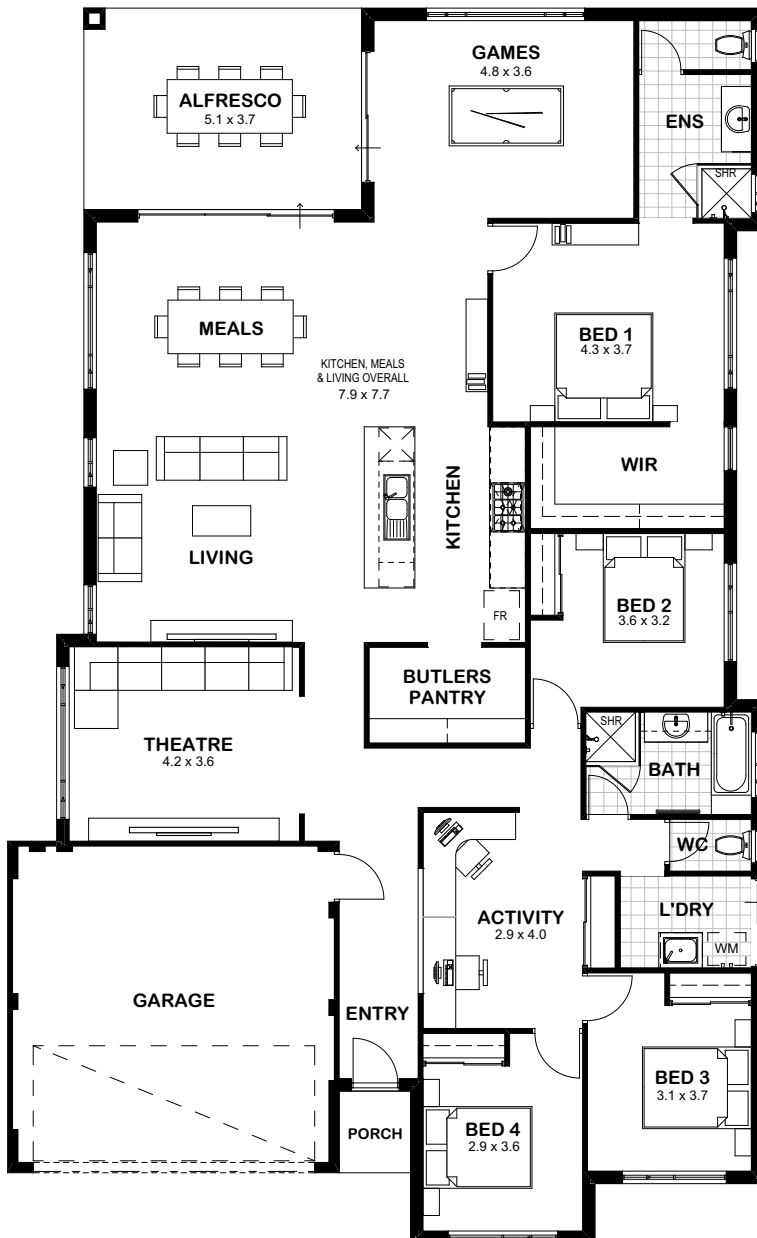 GAMES
4.8 x 3.6
ALFRESCO
5.1 x 3.7
ENS
SHR
MEALS
BED 1
4.3 x 3.7
KITCHEN, MEALS
& LIVING OVERALL
7.9 x 7.7
WIR
KITCHEN
LIVING
FR
BED 2
3.6 x 3.2
BUTLERS
PANTRY
THEATRE
4.2 x 3.6
SHR
BATH
WC
ACTIVITY
2.9 x 4.0
L'DRY
WM
GARAGE
ENTRY
BED 3
3.1 x 3.7
PORCH
BED 4
2.9 x 3.6